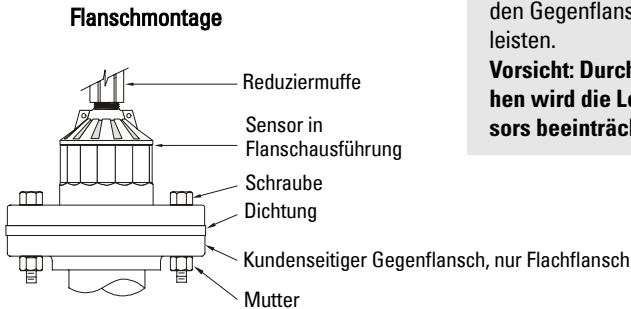 Flanschmontage
Reduziermuffe
Sensor in
Flanschausführung
Schraube
Dichtung
Kundenseitiger Gegenflansch, nur Flachflansch
Mutter
den Gegenflans
leisten.
Vorsicht: Durch
hen wird die Le
sors beeinträch